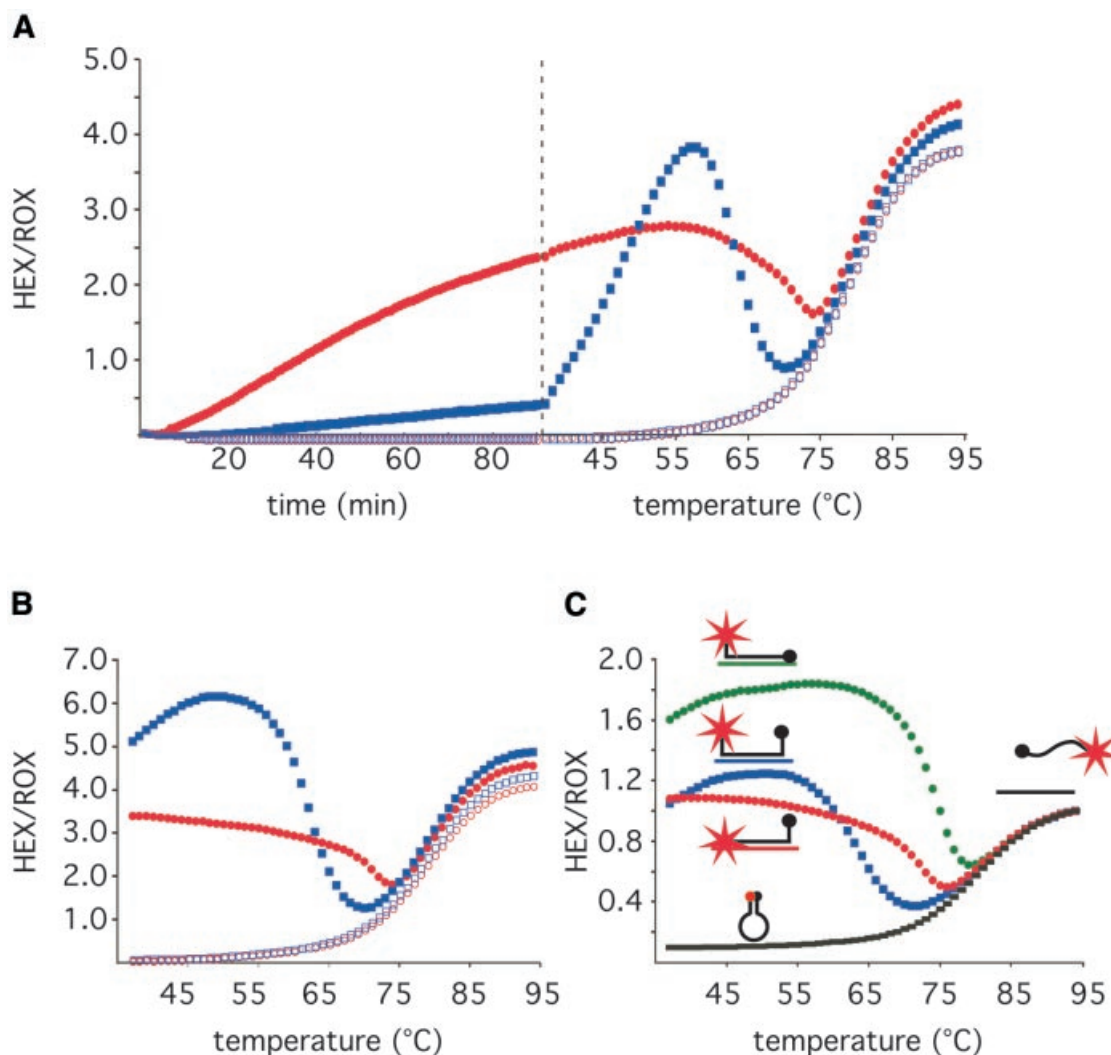 A
5.0
4.0
3.0
2.0
1.0
HEX/ROX
20 40 60 80 45 55 65 75 85 95
time (min) temperature (°C)
B
7.0
6.0
5.0
4.0
3.0
2.0
1.0
HEX/ROX
45 55 65 75 85 95
temperature (°C)
C
2.0
1.6
1.2
0.8
0.4
HEX/ROX
45 55 65 75 85 95
temperature (°C)